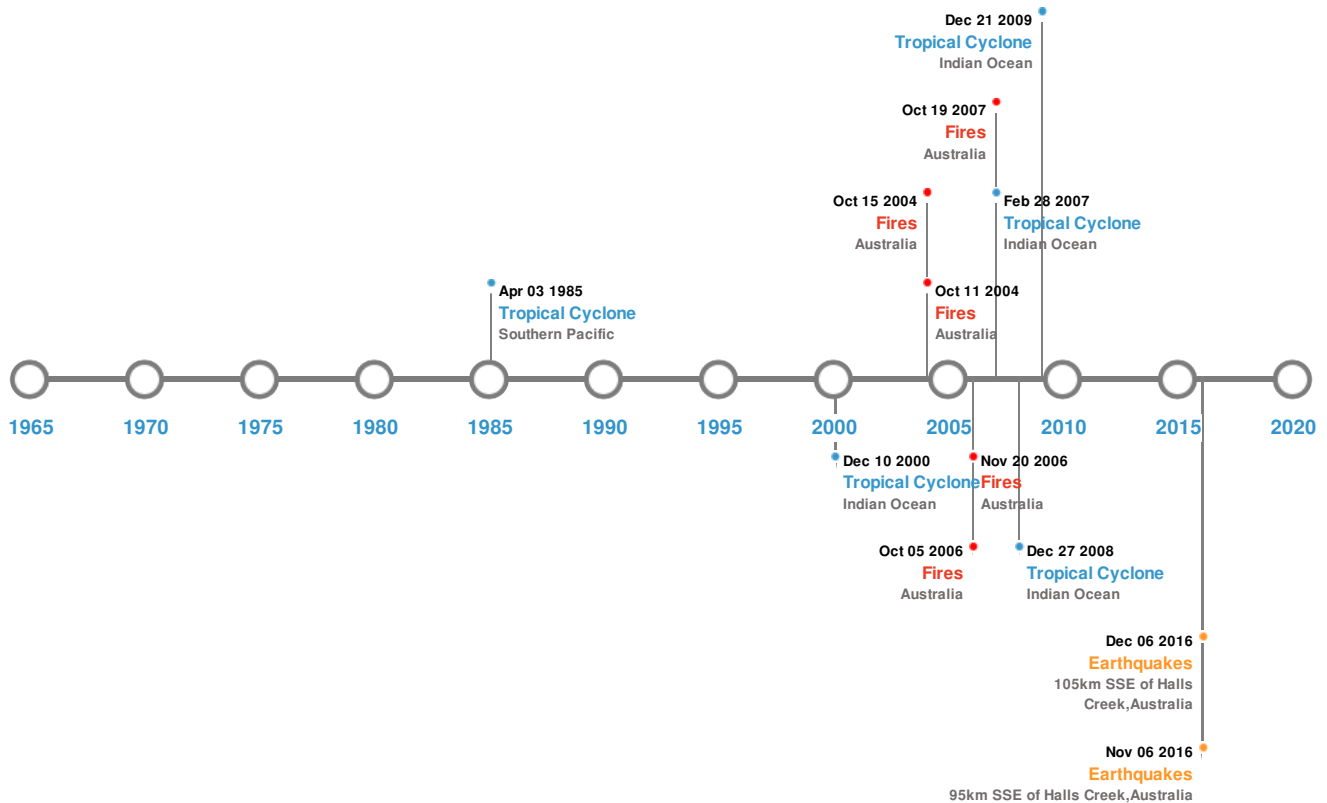 Dec 21 2009
Tropical Cyclone
Indian Ocean
Oct 19 2007
Fires
Australia
Oct 15 2004
Fires
Australia
Feb 28 2007
Tropical Cyclone
Indian Ocean
Apr 03 1985
Tropical Cyclone
Southern Pacific
Oct 11 2004
Fires
Australia
1965 1970 1975 1980 1985 1990 1995 2000 2005 2010 2015 2020
Dec 10 2000
Tropical Cyclone
Indian Ocean
Nov 20 2006
Fires
Australia
Oct 05 2006
Fires
Australia
Dec 27 2008
Tropical Cyclone
Indian Ocean
Dec 06 2016
Earthquakes
105km SSE of Halls
Creek,Australia
Nov 06 2016
Earthquakes
95km SSE of Halls Creek,Australia